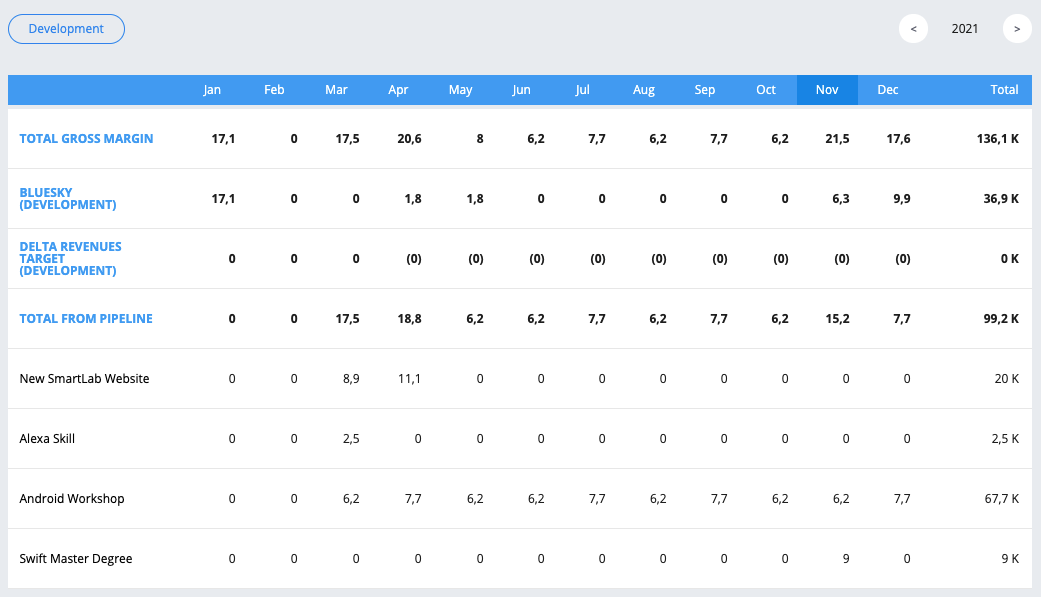 Development < 2021 >
Jan Feb Mar Apr May Jun Jul Aug Sep Oct Nov Dec Total
TOTAL GROSS MARGIN 17,1 0 17,5 20,6 8 6,2 7,7 6,2 7,7 6,2 21,5 17,6 136,1 K
BLUESKY
(DEVELOPMENT) 17,1 0 0 1,8 1,8 0 0 0 0 0 6,3 9,9 36,9 K
DELTA REVENUES
TARGET
(DEVELOPMENT) 0 0 0 (0) (0) (0) (0) (0) (0) (0) (0) (0) 0 K
TOTAL FROM PIPELINE 0 0 17,5 18,8 6,2 6,2 7,7 6,2 7,7 6,2 15,2 7,7 99,2 K
New SmartLab Website 0 0 8,9 11,1 0 0 0 0 0 0 0 0 20 K
Alexa Skill 0 0 2,5 0 0 0 0 0 0 0 0 0 2,5 K
Android Workshop 0 0 6,2 7,7 6,2 6,2 7,7 6,2 7,7 6,2 6,2 7,7 67,7 K
Swift Master Degree 0 0 0 0 0 0 0 0 0 0 9 0 9 K